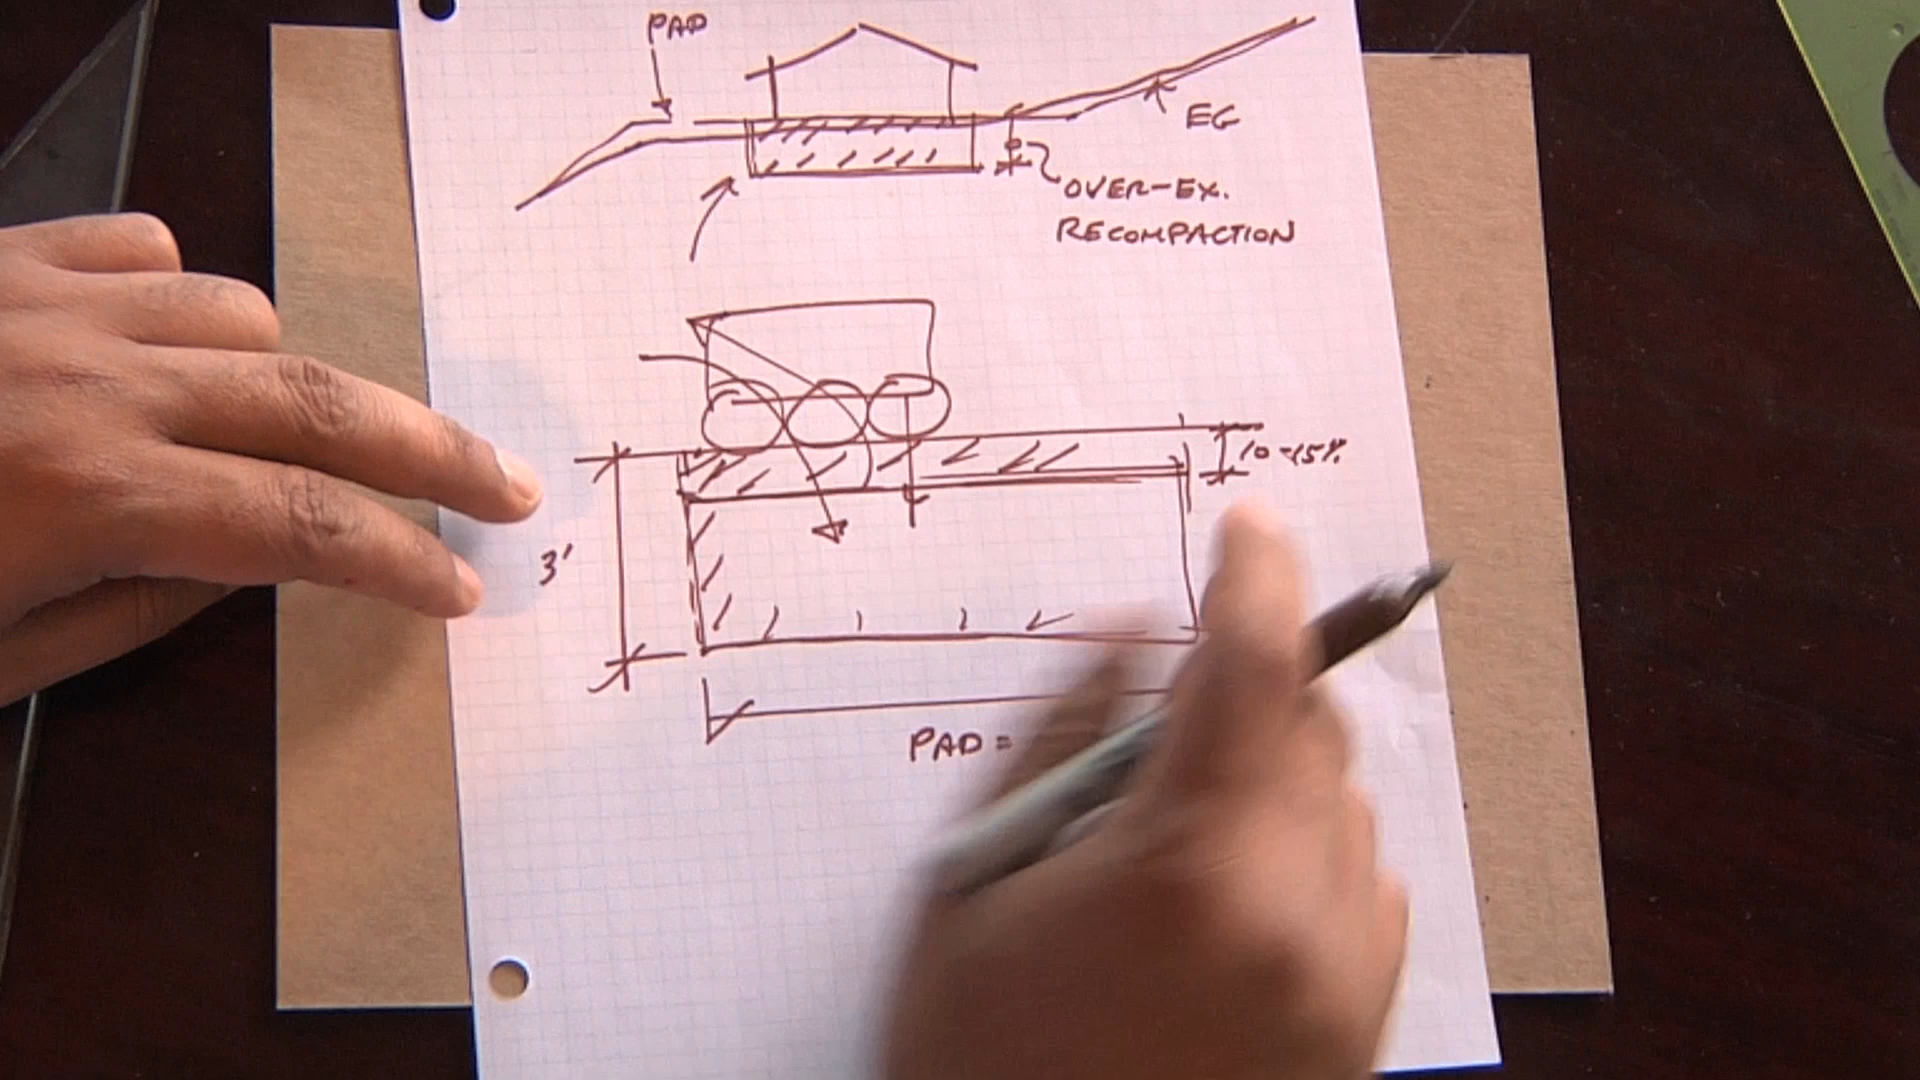 PAD
EG
OVER-EX.
RECOMPACTION
10-15%
3'
PAD =